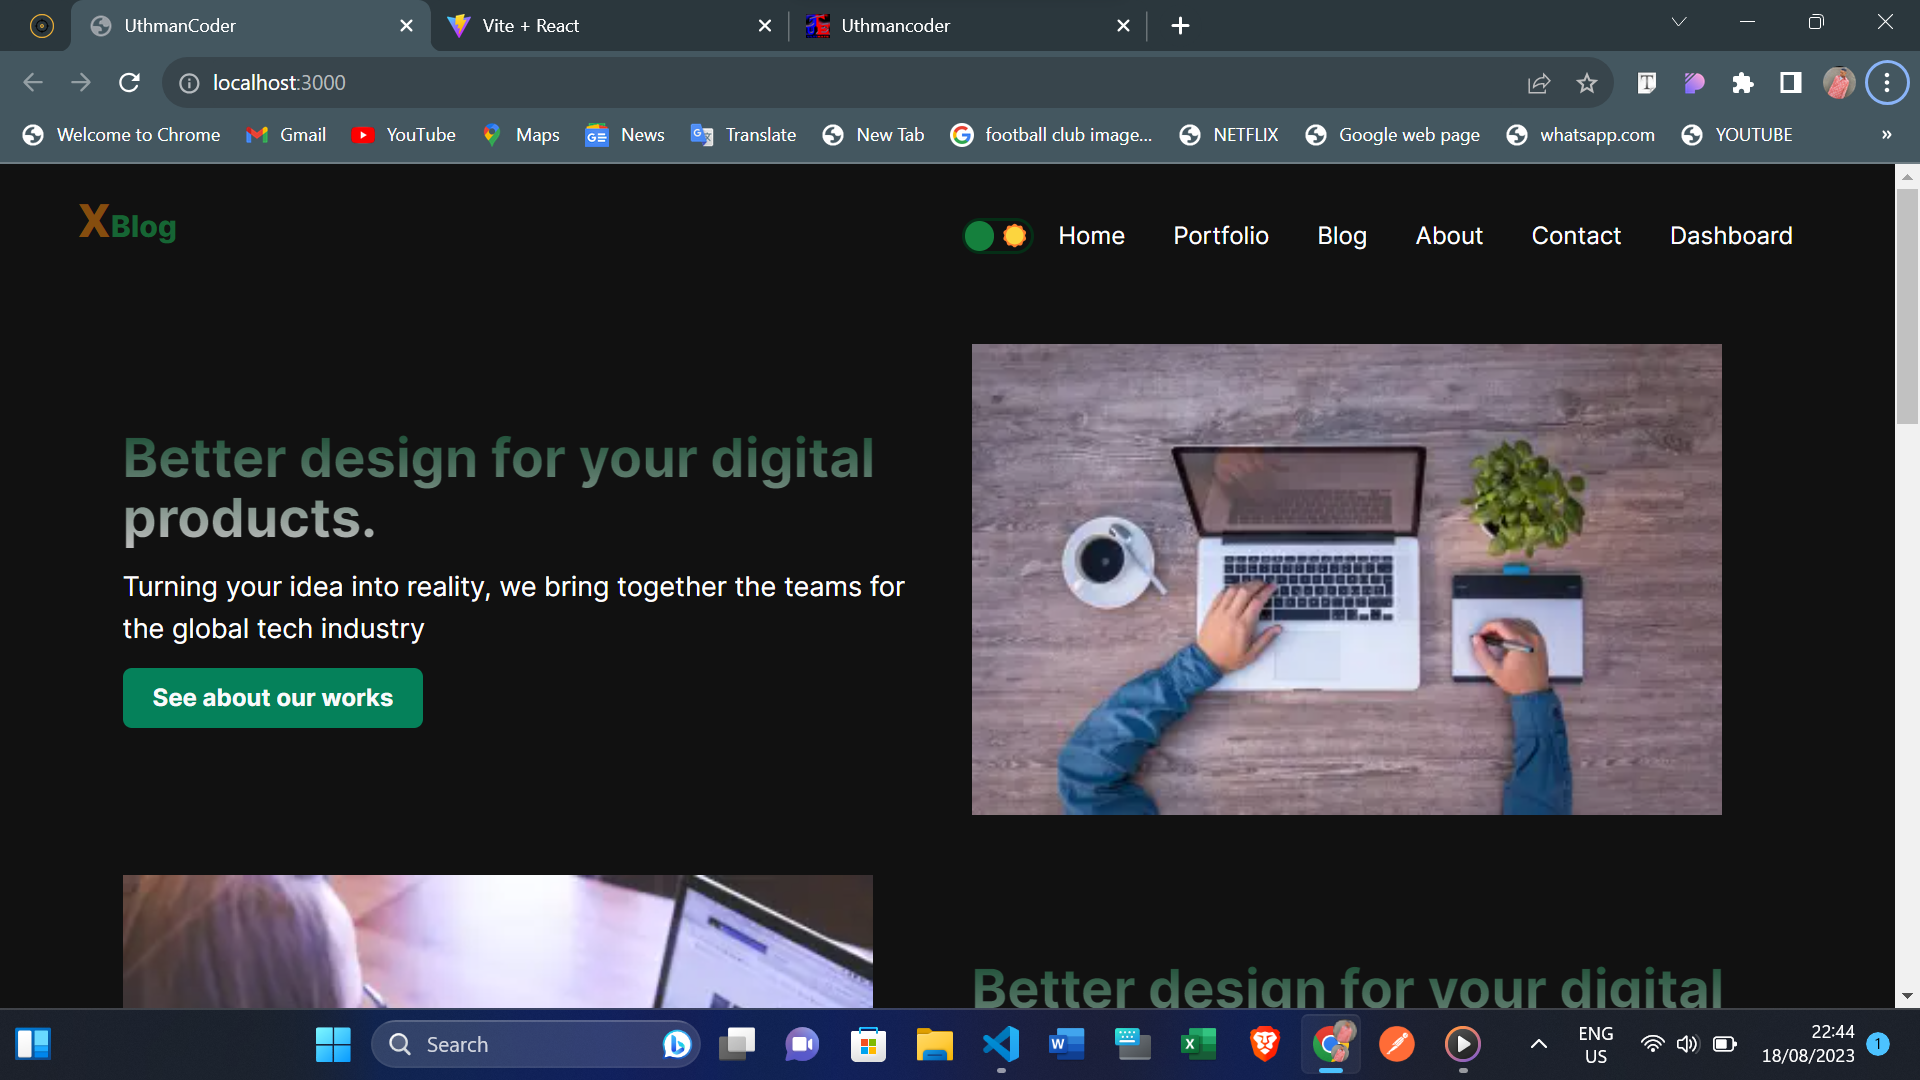 UthmanCoder
Vite + React
Uthmancoder
localhost:3000
Welcome to Chrome
Gmail
YouTube
Maps
News
Translate
New Tab
football club image...
NETFLIX
Google web page
whatsapp.com
YOUTUBE
»
XBlog
Home
Portfolio
Blog
About
Contact
Dashboard
Better design for your digital
products.
Turning your idea into reality, we bring together the teams for
the global tech industry
See about our works
Better design for your digital
Search
ENG
US
22:44
18/08/2023
1